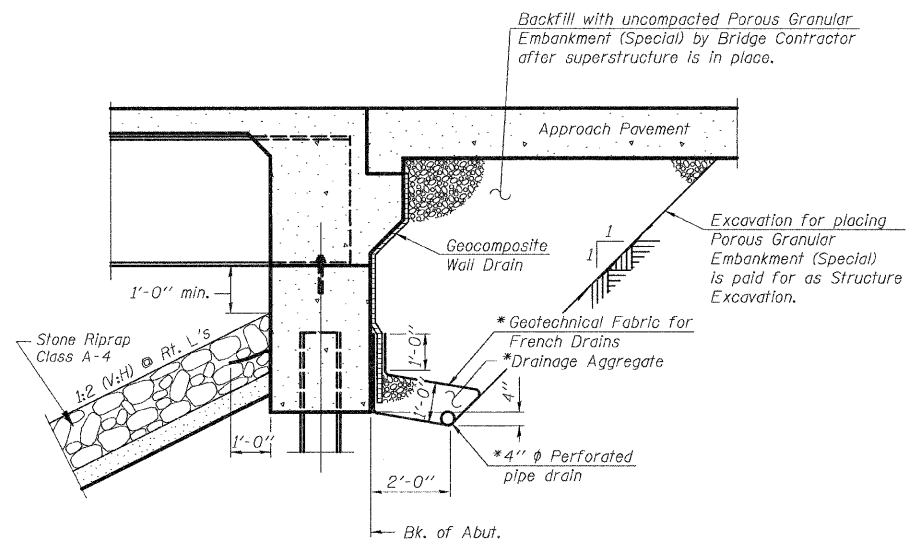 Backfill with uncompacted Porous Granular
Embankment (Special) by Bridge Contractor
after superstructure is in place.
Approach Pavement
Geocomposite
Wall Drain
1
1
Excavation for placing
Porous Granular
Embankment (Special)
is paid for as Structure
Excavation.
1'-0" min.
Stone Riprap
Class A-4
1:2 (V:H) @ Rt. L's
*Geotechnical Fabric for
French Drains
*Drainage Aggregate
1'-0"
1'-0"
4"
1'-0"
*4" ϕ Perforated
pipe drain
2'-0"
Bk. of Abut.